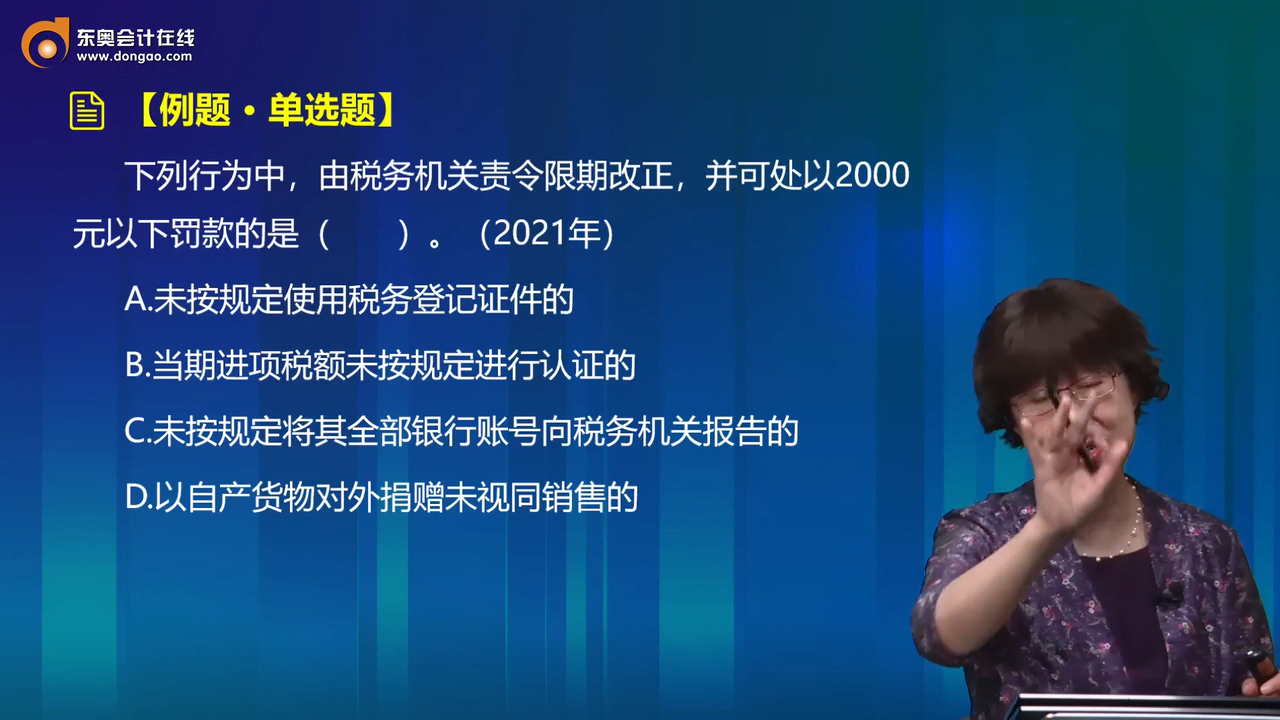 东奥会计在线
www.dongao.com
【例题·单选题】
下列行为中，由税务机关责令限期改正，并可处以2000
元以下罚款的是（　　）。（2021年）
A.未按规定使用税务登记证件的
B.当期进项税额未按规定进行认证的
C.未按规定将其全部银行账号向税务机关报告的
D.以自产货物对外捐赠未视同销售的